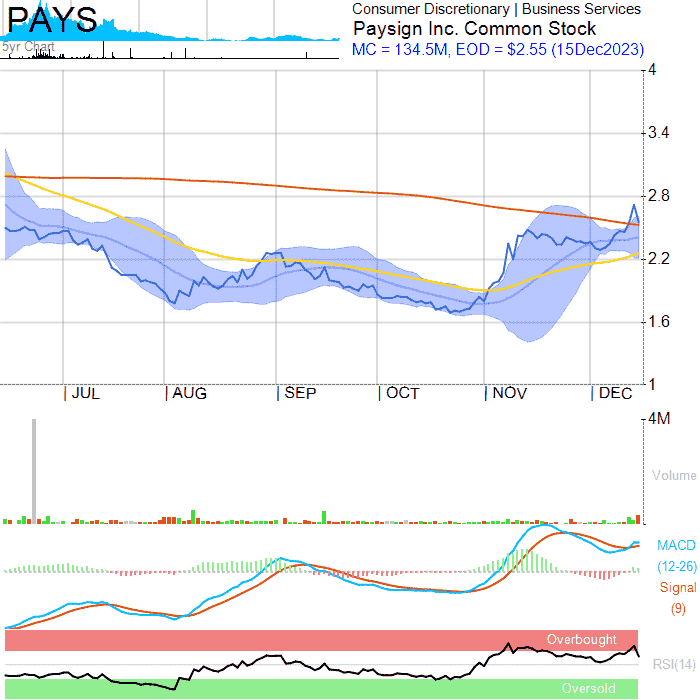 PAYS
Consumer Discretionary | Business Services
Paysign Inc. Common Stock
5yr Chart
MC = 134.5M, EOD = $2.55 (15Dec2023)
4
3.4
2.8
2.2
1.6
1
| JUL | AUG | SEP | OCT | NOV | DEC
4M
Volume
MACD
(12-26)
Signal
(9)
Overbought
RSI(14)
Oversold